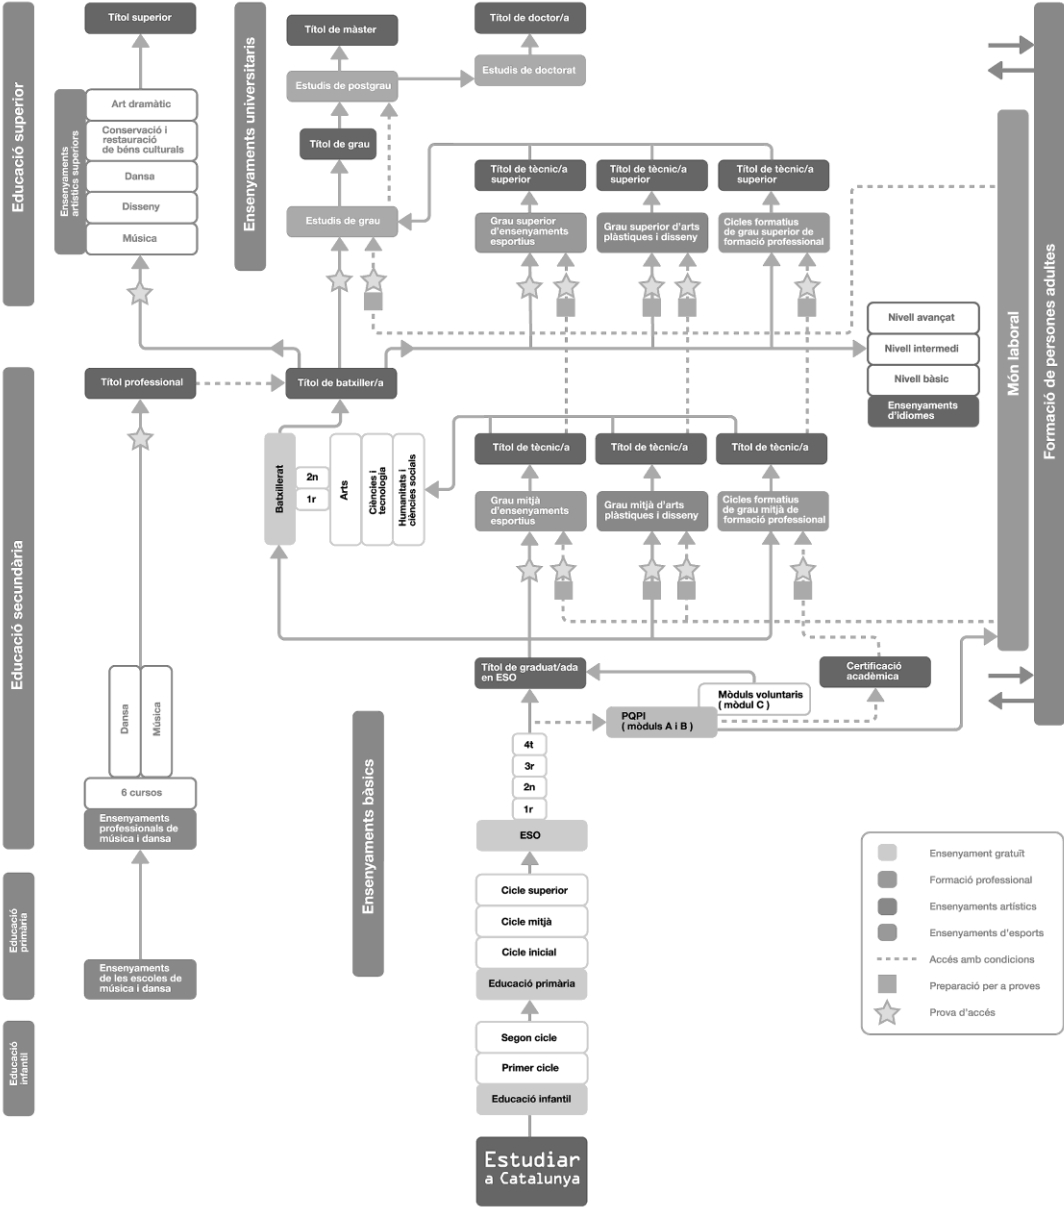 Títol superior
Art dramàtic
Conservació i
restauració
de béns culturals
Dansa
Disseny
Música
Ensenyaments
artístics superiors
Educació superior
Ensenyaments universitaris
Títol de màster
Títol de doctor/a
Estudis de postgrau
Estudis de doctorat
Títol de grau
Estudis de grau
Títol de tècnic/a
superior
Títol de tècnic/a
superior
Títol de tècnic/a
superior
Grau superior
d'ensenyaments
esportius
Grau superior d'arts
plàstiques i disseny
Cicles formatius
de grau superior de
formació professional
Nivell avançat
Nivell intermedi
Nivell bàsic
Ensenyaments
d'idiomes
Món laboral
Formació de persones adultes
Títol professional
Títol de batxiller/a
Educació secundària
Batxillerat
2n
1r
Arts
Ciències i
tecnologia
Humanitats i
ciències socials
Títol de tècnic/a
Títol de tècnic/a
Títol de tècnic/a
Grau mitjà
d'ensenyaments
esportius
Grau mitjà d'arts
plàstiques i disseny
Cicles formatius
de grau mitjà de
formació professional
Títol de graduat/ada
en ESO
Certificació
acadèmica
Mòduls voluntaris
( mòdul C )
PQPI
( mòduls A i B )
Dansa
Música
6 cursos
Ensenyaments
professionals de
música i dansa
Ensenyaments bàsics
4t
3r
2n
1r
ESO
Cicle superior
Cicle mitjà
Cicle inicial
Educació primària
Educació
primària
Ensenyaments
de les escoles de
música i dansa
Educació
infantil
Segon cicle
Primer cicle
Educació infantil
Estudiar
a Catalunya
Ensenyament gratuït
Formació professional
Ensenyaments artístics
Ensenyaments d'esports
Accés amb condicions
Preparació per a proves
Prova d'accés